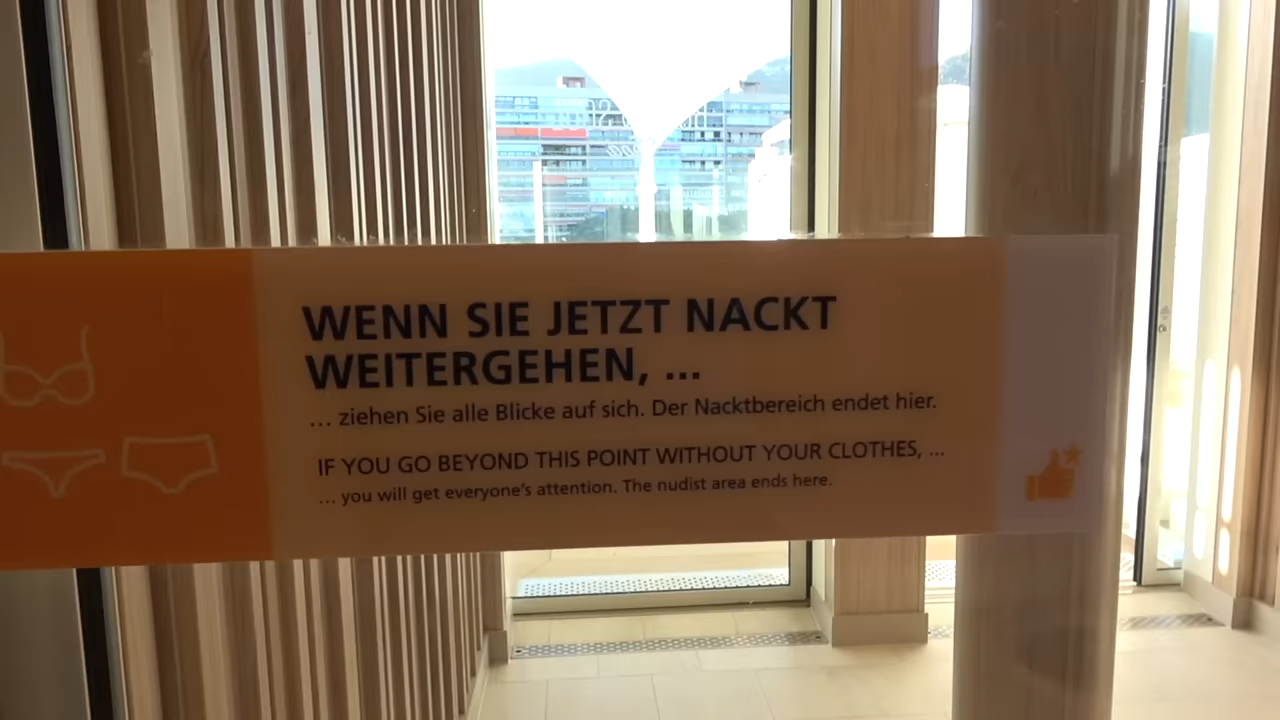 WENN SIE JETZT NACKT
WEITERGEHEN, ...
... ziehen Sie alle Blicke auf sich. Der Nacktbereich endet hier.
IF YOU GO BEYOND THIS POINT WITHOUT YOUR CLOTHES, ...
... you will get everyone's attention. The nudist area ends here.